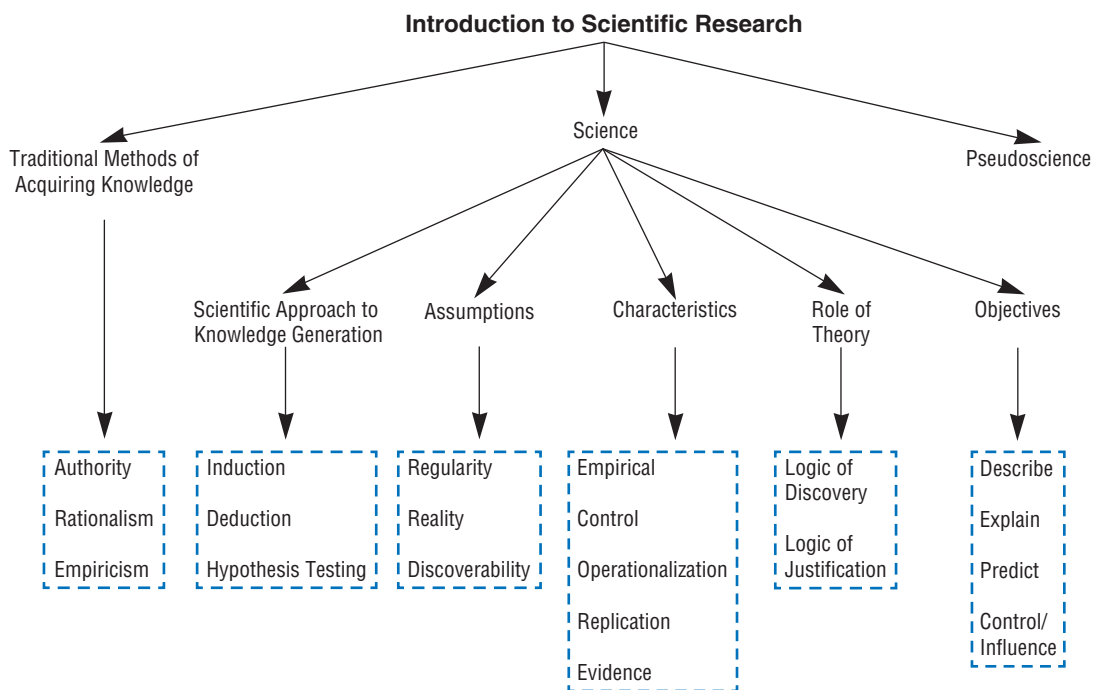 Introduction to Scientific Research
Science
Traditional Methods of
Acquiring Knowledge
Pseudoscience
Scientific Approach to
Knowledge Generation
Assumptions
Characteristics
Role of
Theory
Objectives
Authority
Rationalism
Empiricism
Induction
Deduction
Hypothesis Testing
Regularity
Reality
Discoverability
Empirical
Control
Operationalization
Replication
Evidence
Logic of
Discovery
Logic of
Justification
Describe
Explain
Predict
Control/
Influence